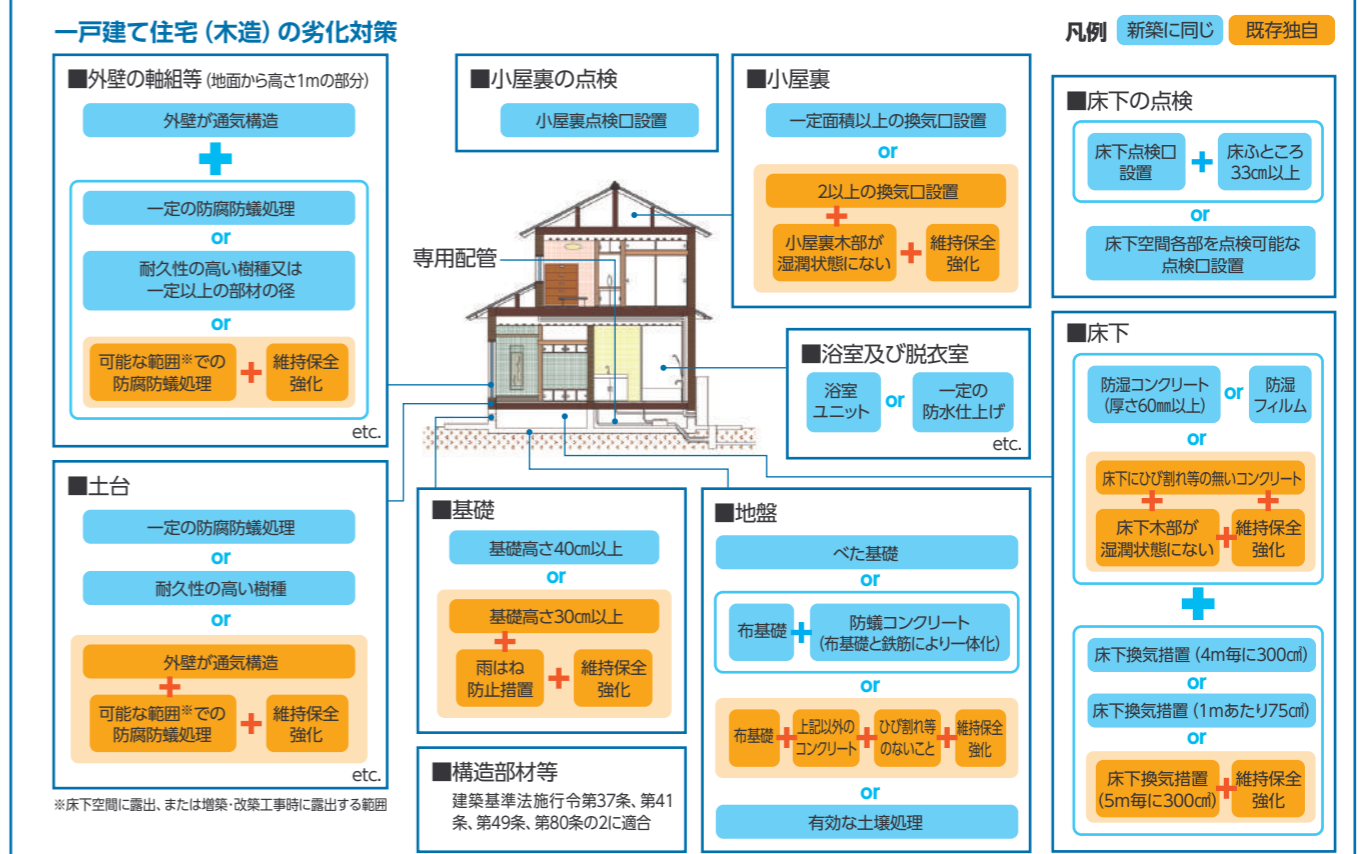 一戸建て住宅（木造）の劣化対策
凡例 新築に同じ 既存独自
■外壁の軸組等（地面から高さ1mの部分）
外壁が通気構造
+
一定の防腐防蟻処理
or
耐久性の高い樹種又は
一定以上の部材の径
or
可能な範囲※での
防腐防蟻処理
+
維持保全
強化
etc.
■小屋裏の点検
小屋裏点検口設置
■小屋裏
一定面積以上の換気口設置
or
2以上の換気口設置
+
小屋裏木部が
湿潤状態にない
+
維持保全
強化
■床下の点検
床下点検口
設置
+
床ふところ
33㎝以上
or
床下空間各部を点検可能な
点検口設置
専用配管
■浴室及び脱衣室
浴室
ユニット
or
一定の
防水仕上げ
etc.
■床下
防湿コンクリート
（厚さ60㎜以上）
or
防湿
フィルム
or
床下にひび割れ等の無いコンクリート
+
+
床下木部が
湿潤状態にない
+
維持保全
強化
+
床下換気措置（4m毎に300㎠）
or
床下換気措置（1mあたり75㎠）
or
床下換気措置
（5m毎に300㎠）
+
維持保全
強化
■土台
一定の防腐防蟻処理
or
耐久性の高い樹種
or
外壁が通気構造
+
可能な範囲※での
防腐防蟻処理
+
維持保全
強化
etc.
※床下空間に露出、または増築・改築工事時に露出する範囲
■基礎
基礎高さ40㎝以上
or
基礎高さ30㎝以上
+
雨はね
防止措置
+
維持保全
強化
■構造部材等
建築基準法施行令第37条、第41
条、第49条、第80条の2に適合
■地盤
べた基礎
or
布基礎
+
防蟻コンクリート
（布基礎と鉄筋により一体化）
or
布基礎
+
上記以外の
コンクリート
+
ひび割れ等
のないこと
+
維持保全
強化
or
有効な土壌処理